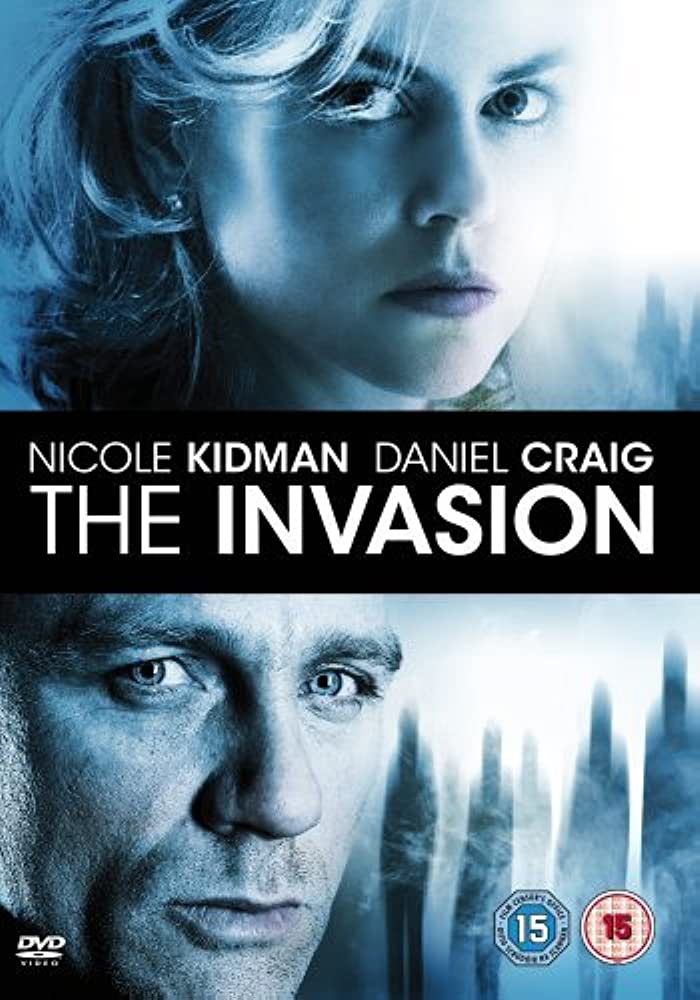 NICOLE KIDMAN DANIEL CRAIG
THE INVASION
15
15
DVD
VIDEO